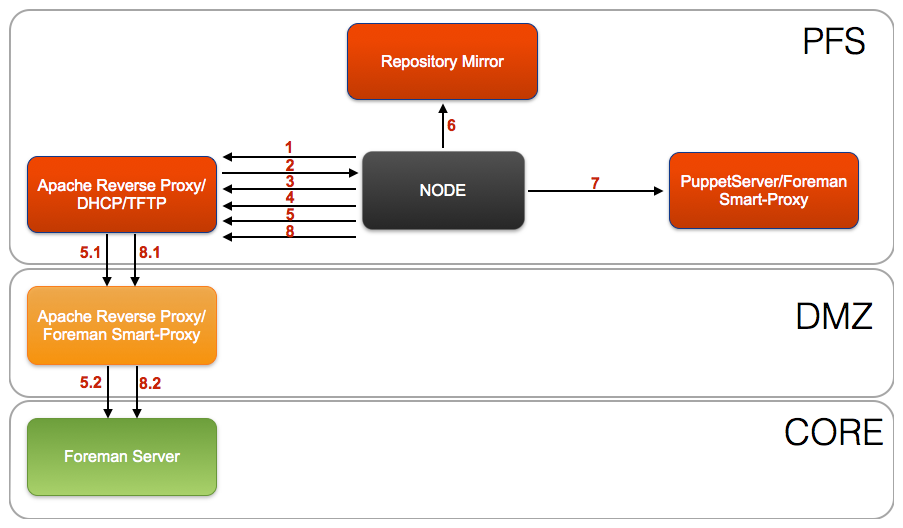 PFS
Repository Mirror
6
1
2
3
4
5
8
Apache Reverse Proxy/
DHCP/TFTP
NODE
7
PuppetServer/Foreman
Smart-Proxy
5.1
8.1
DMZ
Apache Reverse Proxy/
Foreman Smart-Proxy
5.2
8.2
CORE
Foreman Server